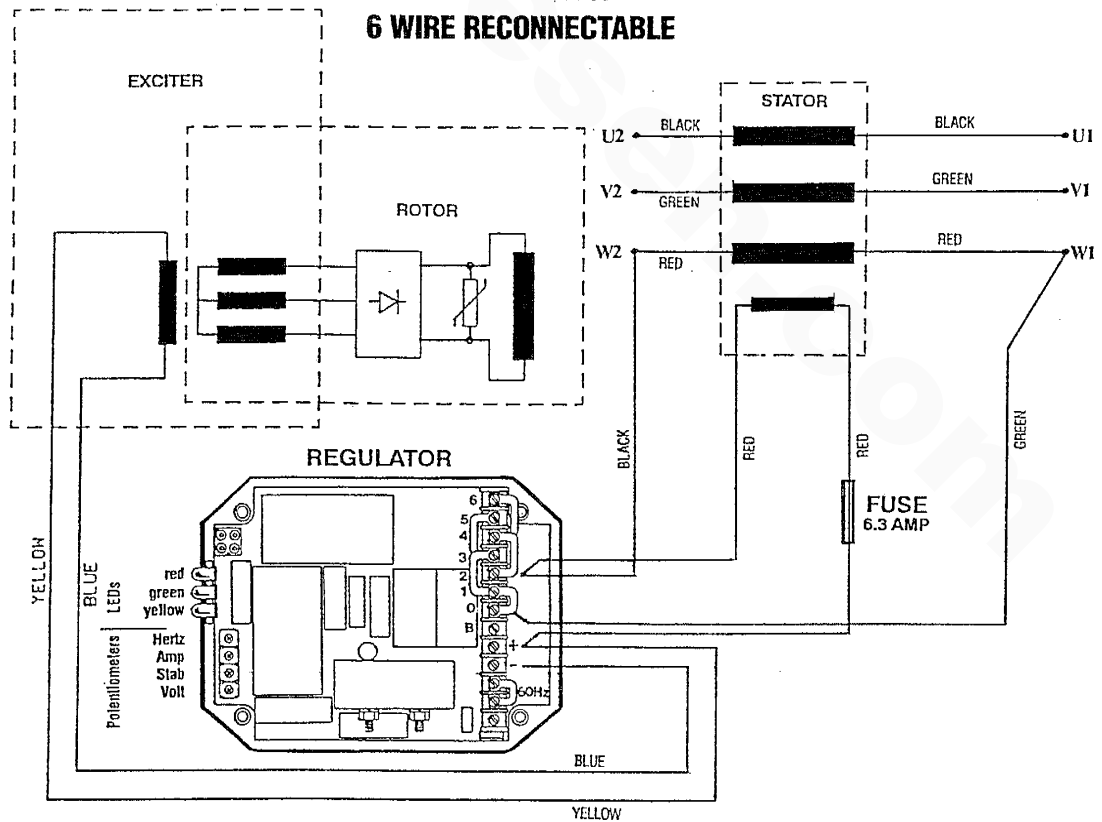 6 WIRE RECONNECTABLE
EXCITER
STATOR
U2
BLACK
BLACK
U1
V2
GREEN
GREEN
V1
ROTOR
W2
RED
RED
W1
BLACK
RED
RED
GREEN
FUSE
6.3 AMP
REGULATOR
6
5
4
3
2
1
0
B
+
-
60Hz
YELLOW
BLUE
LEDs
red
green
yellow
Potentiometers
Hertz
Amp
Stab
Volt
BLUE
YELLOW